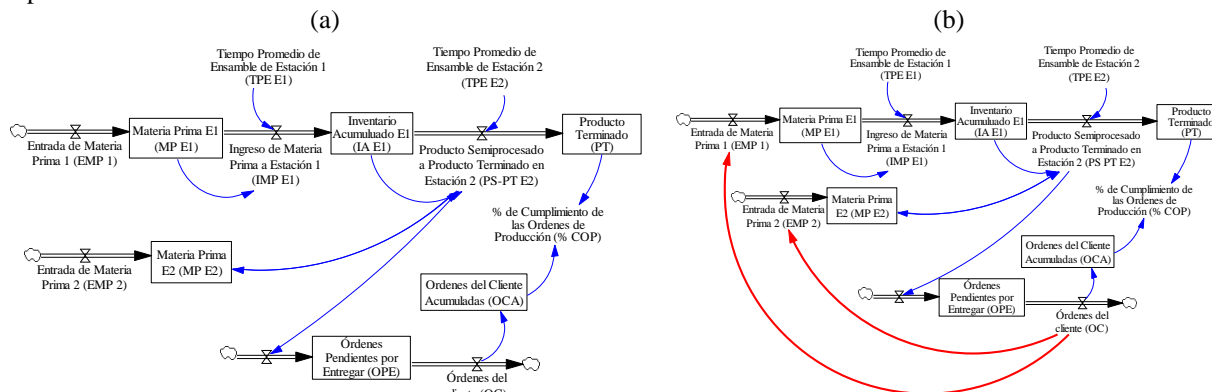 (a)
Tiempo Promedio de
Ensamble de Estación 1
(TPE E1)
Tiempo Promedio de
Ensamble de Estación 2
(TPE E2)
Entrada de Materia
Prima 1 (EMP 1)
Materia Prima E1
(MP E1)
Ingreso de Materia
Prima a Estación 1
(IMP E1)
Inventario
Acumuluado E1
(IA E1)
Producto Semiprocesado
a Producto Terminado en
Estación 2 (PS-PT E2)
Producto
Terminado
(PT)
% de Cumplimiento de
las Ordenes de
Producción (% COP)
Entrada de Materia
Prima 2 (EMP 2)
Materia Prima
E2 (MP E2)
Ordenes del Cliente
Acumuladas (OCA)
Órdenes
Pendientes por
Entregar (OPE)
Órdenes del
cliente (OC)
(b)
Tiempo Promedio de
Ensamble de Estación 1
(TPE E1)
Tiempo Promedio de
Ensamble de Estación 2
(TPE E2)
Entrada de Materia
Prima 1 (EMP 1)
Materia Prima E1
(MP E1)
Ingreso de Materia
Prima a Estación 1
(IMP E1)
Inventario
Acumulado E1
(IA E1)
Producto Semiprocesado
a Producto Terminado en
Estación 2 (PS PT E2)
Producto
Terminado
(PT)
% de Cumplimiento de
las Ordenes de
Producción (% COP)
Entrada de Materia
Prima 2 (EMP 2)
Materia Prima
E2 (MP E2)
Ordenes del Cliente
Acumuladas (OCA)
Órdenes
Pendientes por
Entregar (OPE)
Órdenes del
cliente (OC)